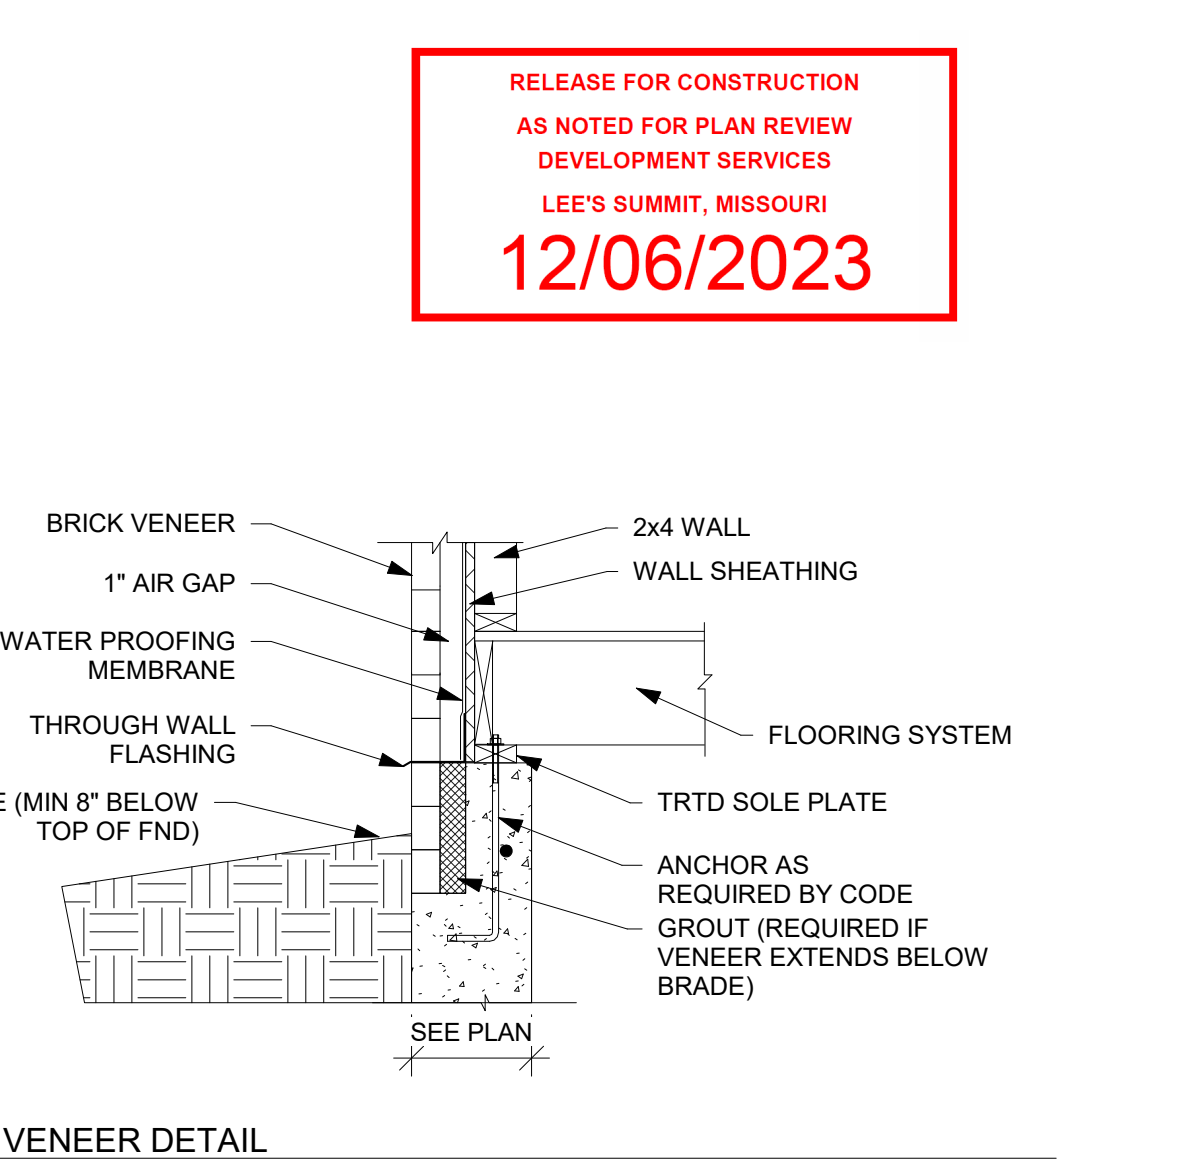 RELEASE FOR CONSTRUCTION
AS NOTED FOR PLAN REVIEW
DEVELOPMENT SERVICES
LEE'S SUMMIT, MISSOURI
12/06/2023
BRICK VENEER
1" AIR GAP
WATER PROOFING
MEMBRANE
THROUGH WALL
FLASHING
(MIN 8" BELOW
TOP OF FND)
2x4 WALL
WALL SHEATHING
FLOORING SYSTEM
TRTD SOLE PLATE
ANCHOR AS
REQUIRED BY CODE
GROUT (REQUIRED IF
VENEER EXTENDS BELOW
BRADE)
SEE PLAN
VENEER DETAIL